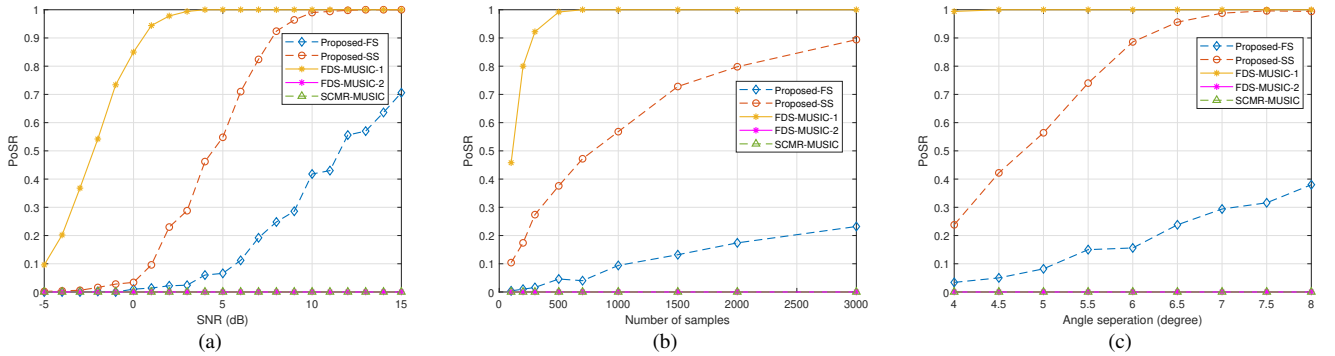 1
0.9
0.8
0.7
0.6
0.5
0.4
0.3
0.2
0.1
0
PoSR
-5 0 5 10 15
SNR (dB)
Proposed-FS
Proposed-SS
FDS-MUSIC-1
FDS-MUSIC-2
SCMR-MUSIC
(a)
1
0.9
0.8
0.7
0.6
0.5
0.4
0.3
0.2
0.1
0
PoSR
0 500 1000 1500 2000 2500 3000
Number of samples
Proposed-FS
Proposed-SS
FDS-MUSIC-1
FDS-MUSIC-2
SCMR-MUSIC
(b)
1
0.9
0.8
0.7
0.6
0.5
0.4
0.3
0.2
0.1
0
PoSR
4 4.5 5 5.5 6 6.5 7 7.5 8
Angle seperation (degree)
Proposed-FS
Proposed-SS
FDS-MUSIC-1
FDS-MUSIC-2
SCMR-MUSIC
(c)